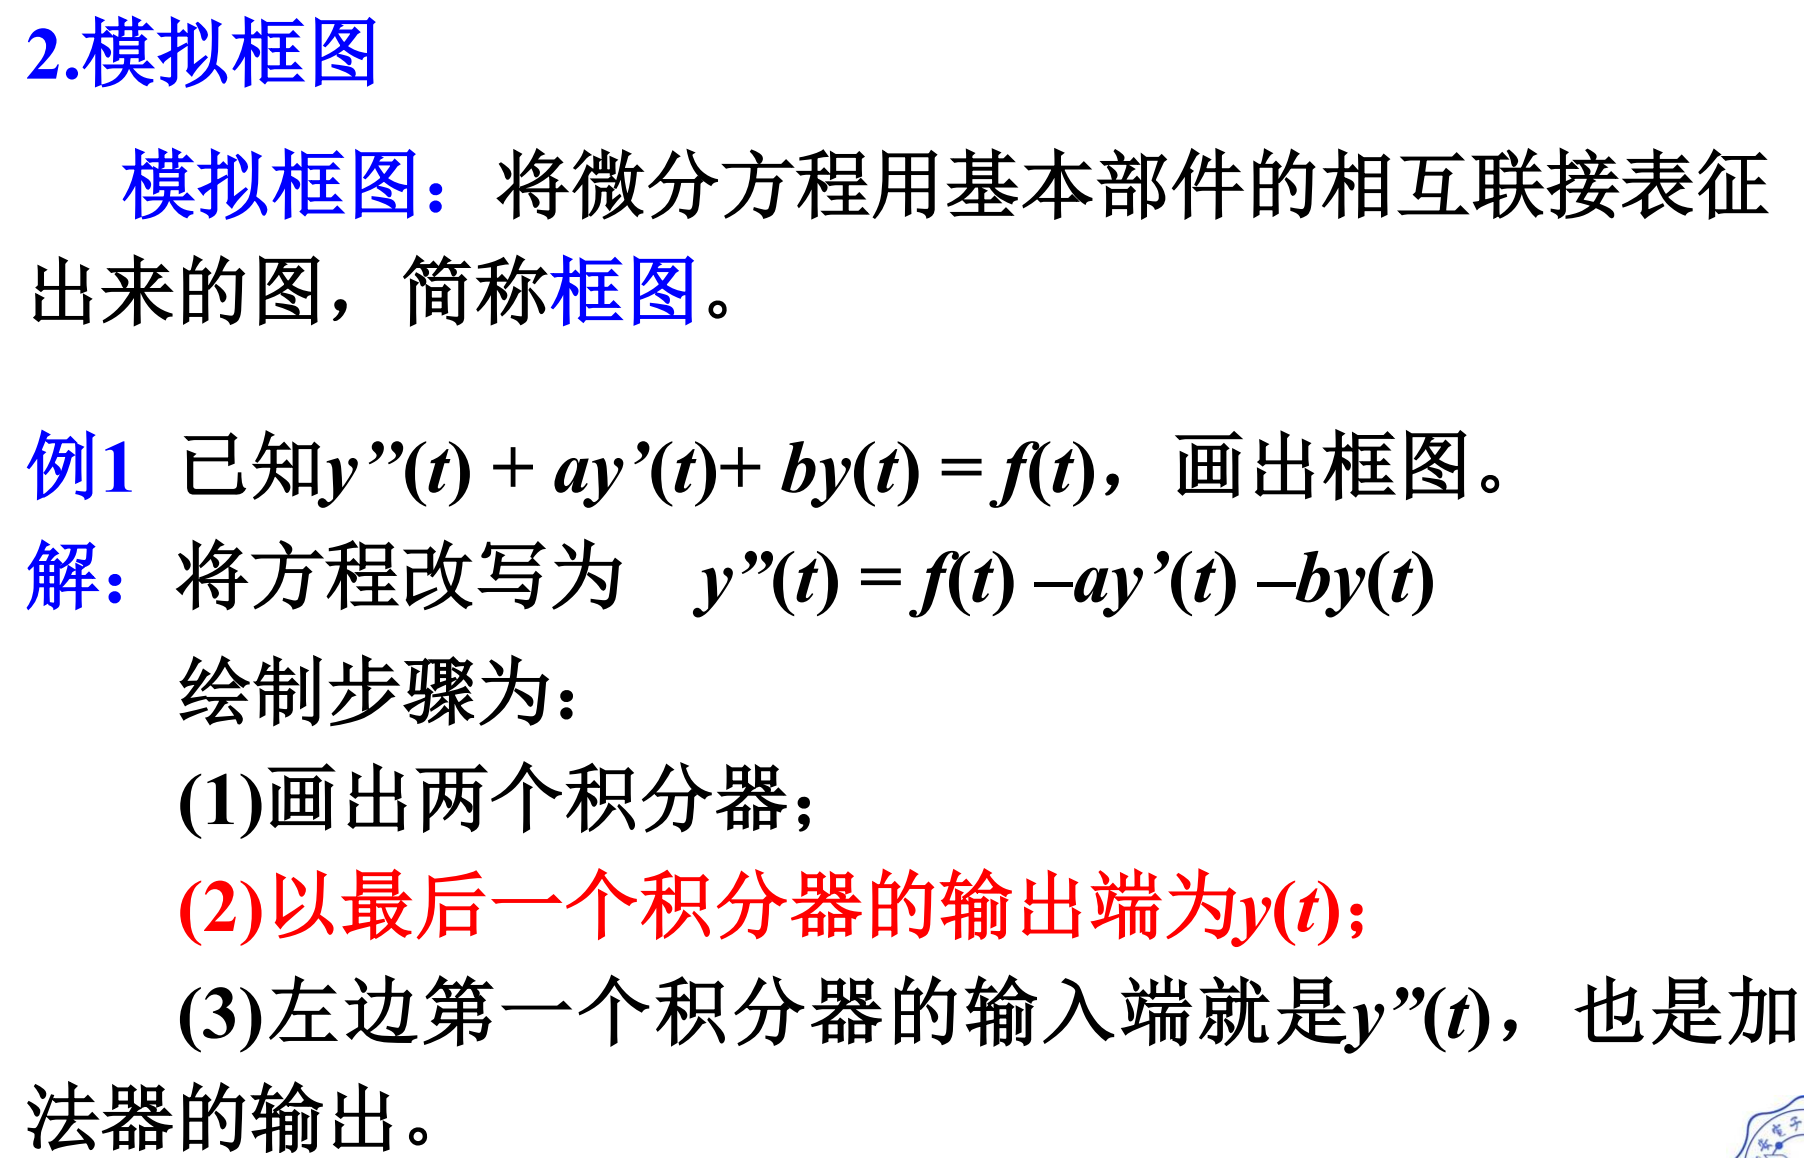 2.模拟框图
模拟框图：将微分方程用基本部件的相互联接表征
出来的图，简称框图。
例1 已知y’’(t) + ay’(t)+ by(t) = f(t)，画出框图。
解：将方程改写为 y”(t) = f(t) –ay’(t) –by(t)
绘制步骤为：
(1)画出两个积分器；
(2)以最后一个积分器的输出端为y(t)；
(3)左边第一个积分器的输入端就是y”(t)，也是加
法器的输出。